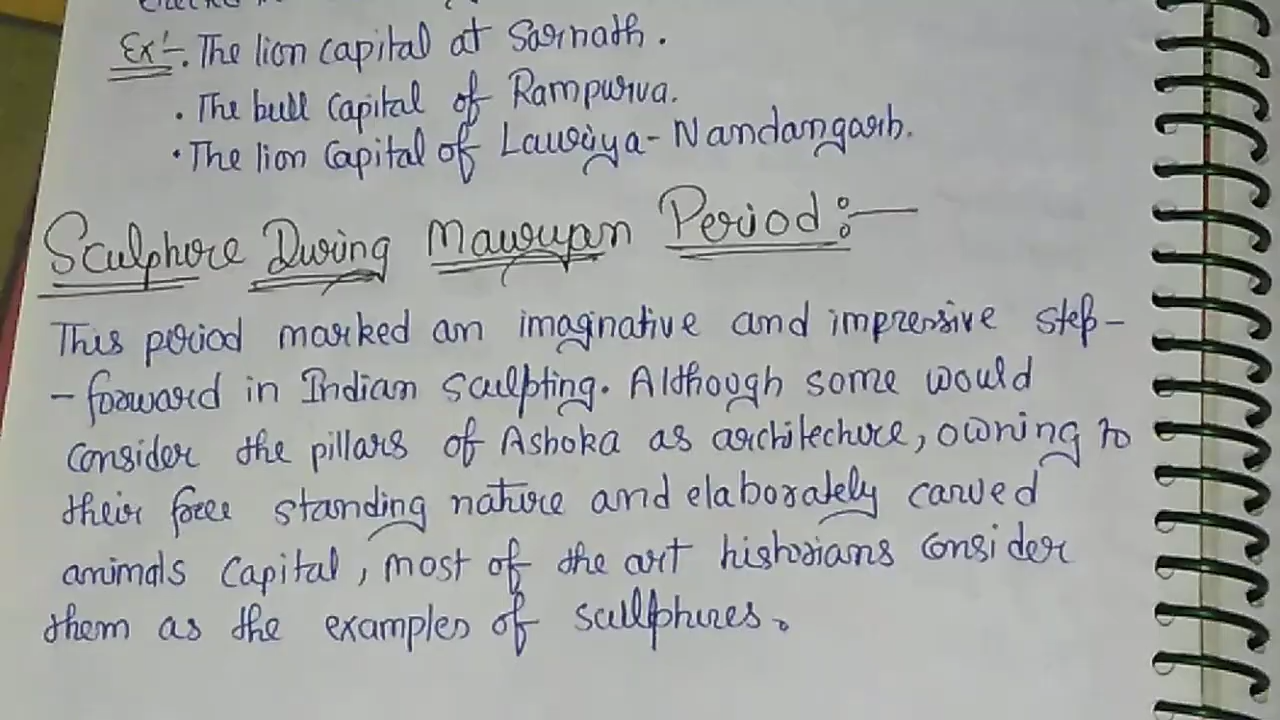 Ex:- . The lion capital at Sarnath.
. The bull capital of Rampurva.
. The lion capital of Lauriya-Nandangarh.
Sculpture During Mauryan Period :—
This period marked an imaginative and impressive step-
- forward in Indian sculpting. Although some would
consider the pillars of Ashoka as architecture, owning to
their free standing nature and elaborately carved
animals capital, most of the art historians consider
them as the examples of scullptures.